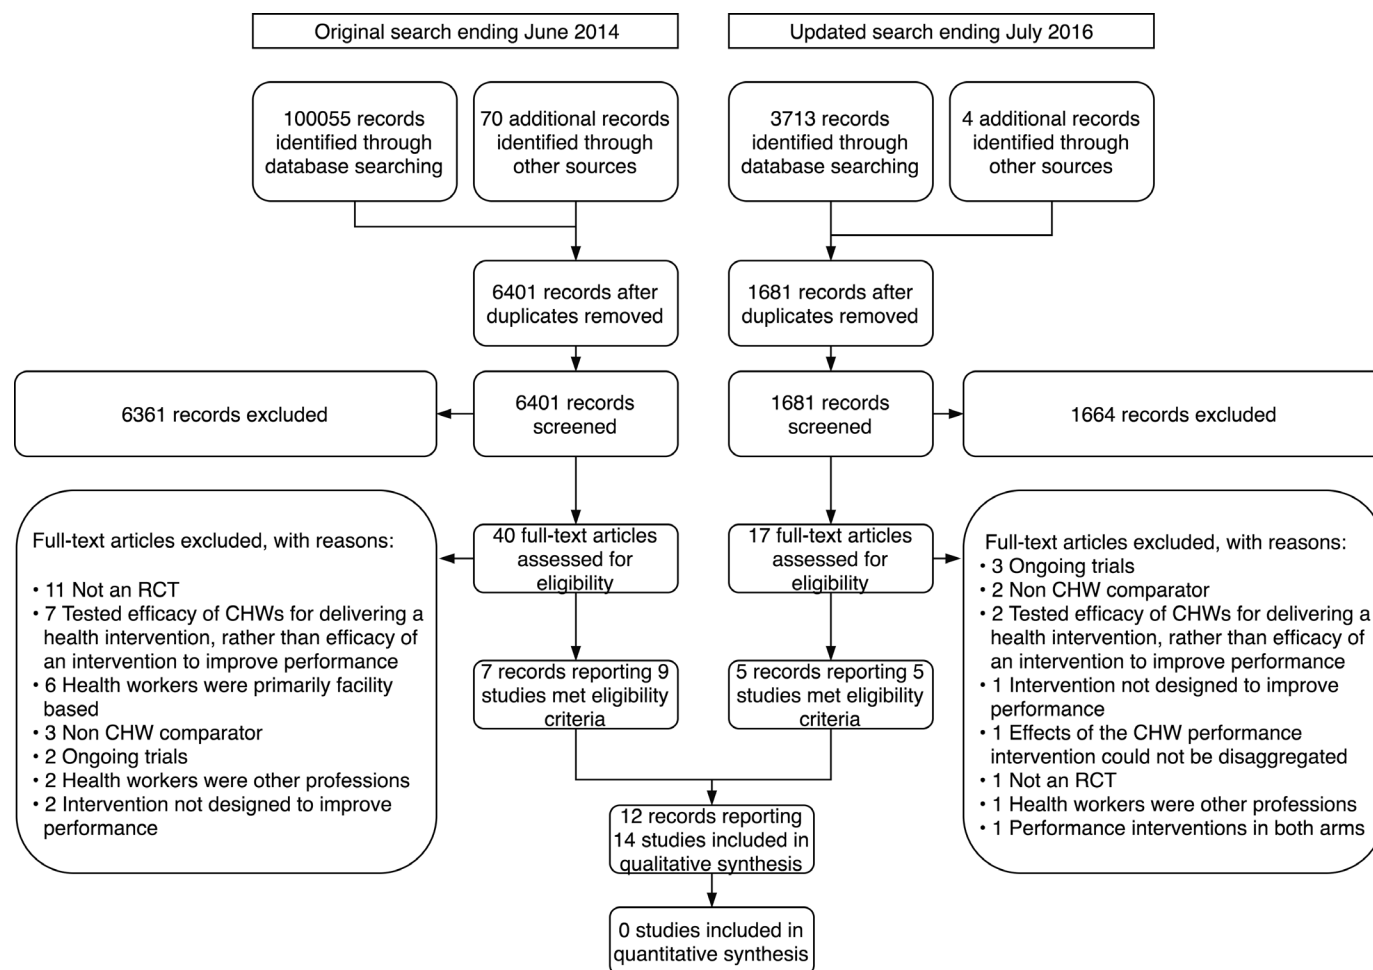 Original search ending June 2014
Updated search ending July 2016
100055 records
identified through
database searching
70 additional records
identified through
other sources
3713 records
identified through
database searching
4 additional records
identified through
other sources
6401 records after
duplicates removed
1681 records after
duplicates removed
6361 records excluded
6401 records
screened
1681 records
screened
1664 records excluded
Full-text articles excluded, with reasons:
• 11 Not an RCT
• 7 Tested efficacy of CHWs for delivering a
health intervention, rather than efficacy of
an intervention to improve performance
• 6 Health workers were primarily facility
based
• 3 Non CHW comparator
• 2 Ongoing trials
• 2 Health workers were other professions
• 2 Intervention not designed to improve
performance
40 full-text articles
assessed for
eligibility
17 full-text articles
assessed for
eligibility
Full-text articles excluded, with reasons:
• 3 Ongoing trials
• 2 Non CHW comparator
• 2 Tested efficacy of CHWs for delivering a
health intervention, rather than efficacy of
an intervention to improve performance
• 1 Intervention not designed to improve
performance
• 1 Effects of the CHW performance
intervention could not be disaggregated
• 1 Not an RCT
• 1 Health workers were other professions
• 1 Performance interventions in both arms
7 records reporting 9
studies met eligibility
criteria
5 records reporting 5
studies met eligibility
criteria
12 records reporting
14 studies included in
qualitative synthesis
0 studies included in
quantitative synthesis